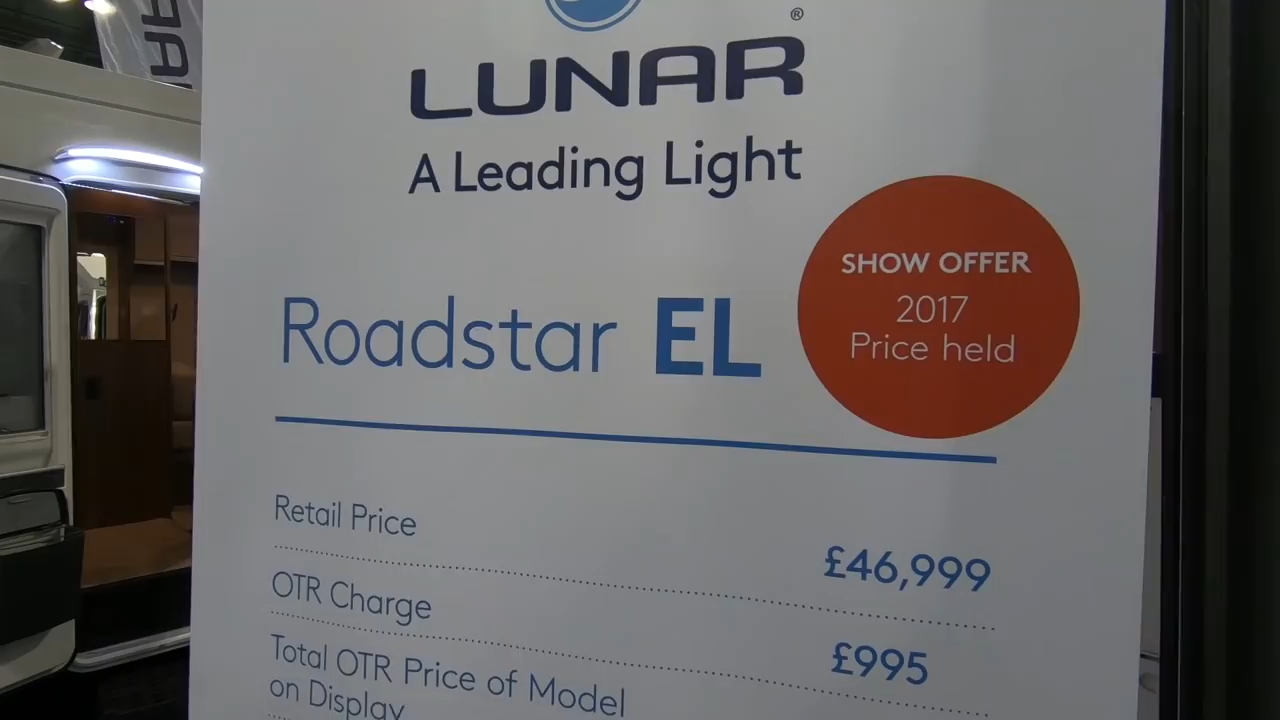 ®
LUNAR
A Leading Light
SHOW OFFER
2017
Price held
Roadstar EL
Retail Price
£46,999
OTR Charge
£995
Total OTR Price of Model
on Display